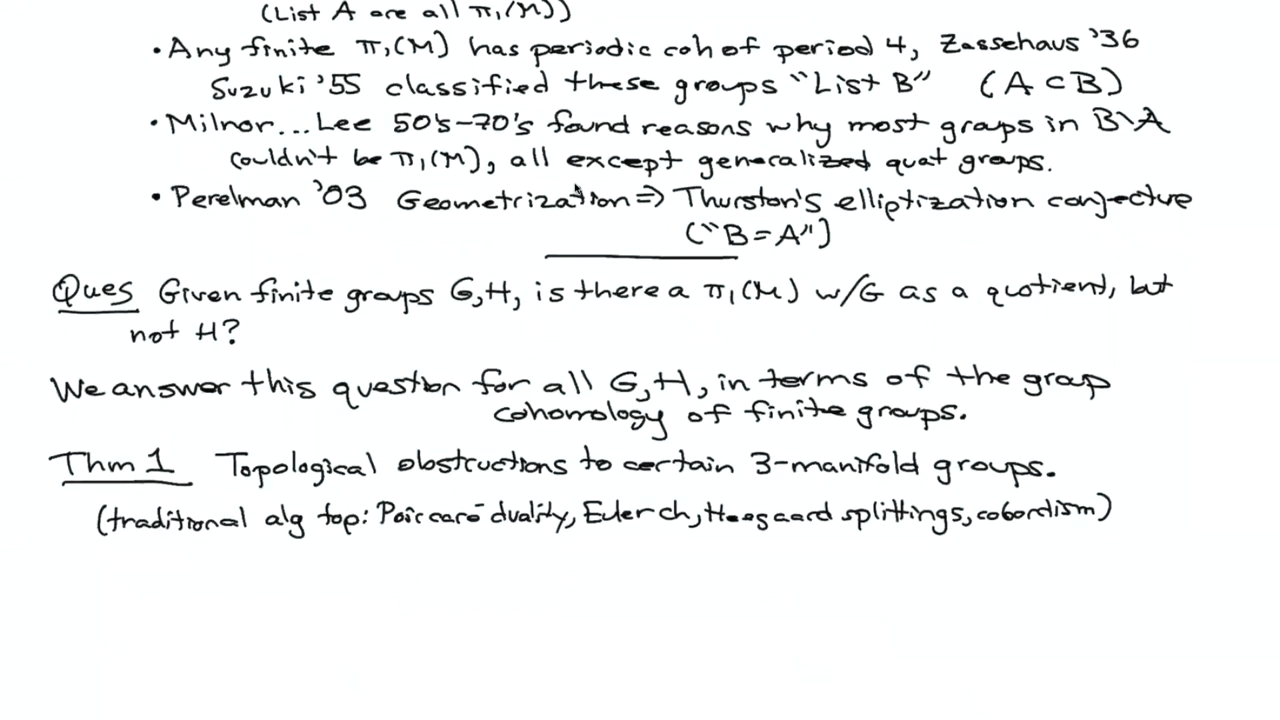 (List A are all π₁(M))
• Any finite π₁(M) has periodic coh of period 4, Zassehaus '36
Suzuki '55 classified these groups "List B" (A ⊂ B)
• Milnor...Lee 50's-70's found reasons why most groups in B\A
couldn't be π₁(M), all except generalized quat groups.
• Perelman '03 Geometrization ⇒ Thurston's elliptization conjecture
("B = A")
Ques Given finite groups G,H, is there a π₁(M) w/G as a quotient, but
not H?
We answer this question for all G,H, in terms of the group
cohomology of finite groups.
Thm 1 Topological obstructions to certain 3-manifold groups.
(traditional alg top: Poincaré duality, Euler ch, Heegaard splittings, cobordism)